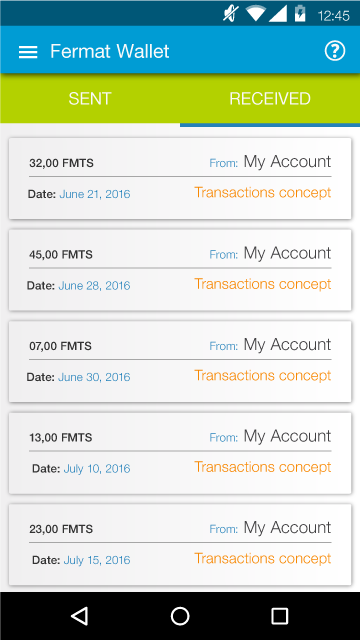 12:45
Fermat Wallet
SENT RECEIVED
32,00 FMTS From: My Account
Date: June 21, 2016 Transactions concept
45,00 FMTS From: My Account
Date: June 28, 2016 Transactions concept
07,00 FMTS From: My Account
Date: June 30, 2016 Transactions concept
13,00 FMTS From: My Account
Date: July 10, 2016 Transactions concept
23,00 FMTS From: My Account
Date: July 15, 2016 Transactions concept